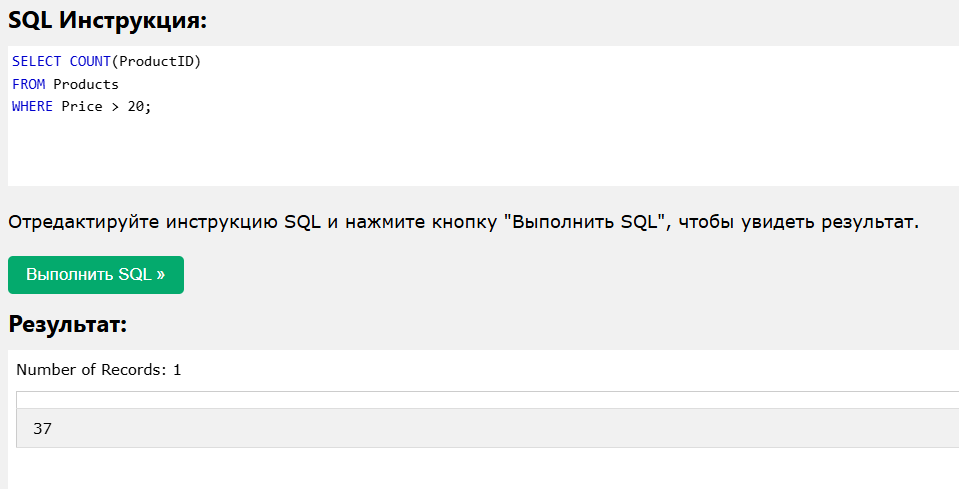 SQL Инструкция:
SELECT COUNT(ProductID)
FROM Products
WHERE Price > 20;
Отредактируйте инструкцию SQL и нажмите кнопку "Выполнить SQL", чтобы увидеть результат.
Выполнить SQL »
Результат:
Number of Records: 1
37